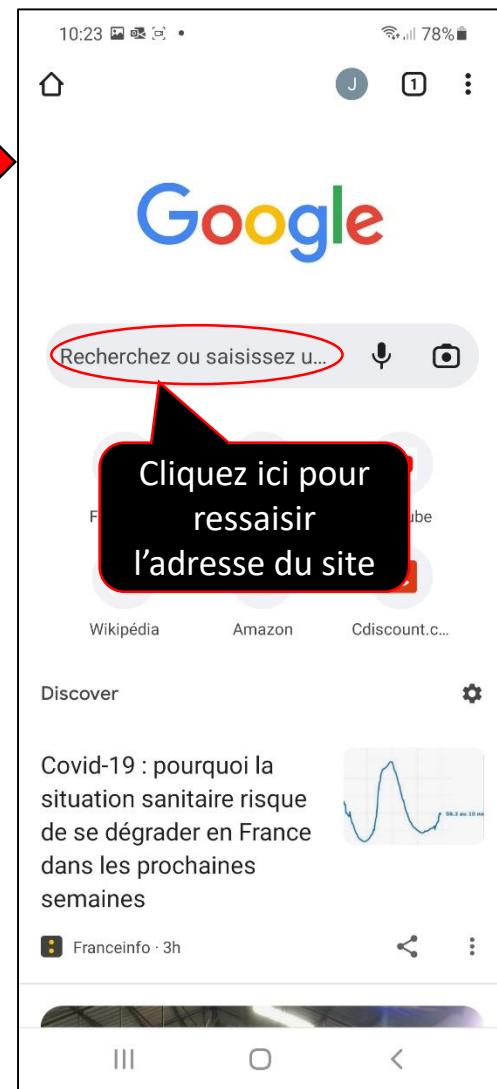 10:23 78%
J 1
Google
Recherchez ou saisissez u...
Cliquez ici pour
ressaisir
l’adresse du site
Wikipédia Amazon Cdiscount.c...
Discover
Covid-19 : pourquoi la
situation sanitaire risque
de se dégrader en France
dans les prochaines
semaines
Franceinfo · 3h